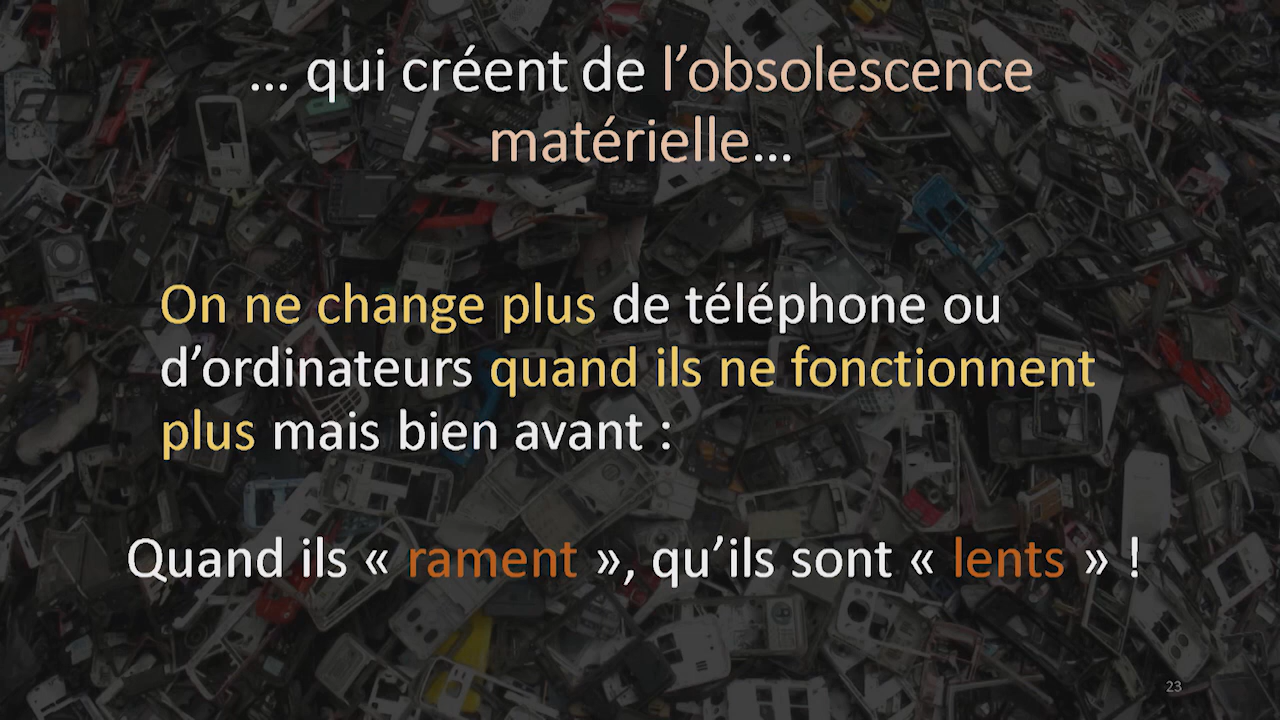 … qui créent de l’obsolescence
matérielle…
On ne change plus de téléphone ou
d’ordinateurs quand ils ne fonctionnent
plus mais bien avant :
Quand ils « rament », qu’ils sont « lents » !
23